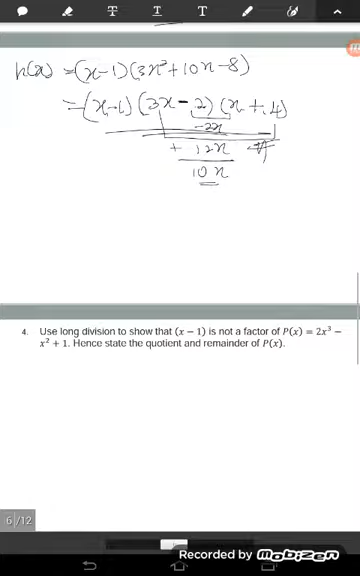 h(x) = (x-1)(3x²+10x-8)
= (x-1)(3x-2)(x+4)
-2x
+ 12x
10x
4. Use long division to show that (x − 1) is not a factor of P(x) = 2x³ −
x² + 1. Hence state the quotient and remainder of P(x).
6 /12
Recorded by Mobizen